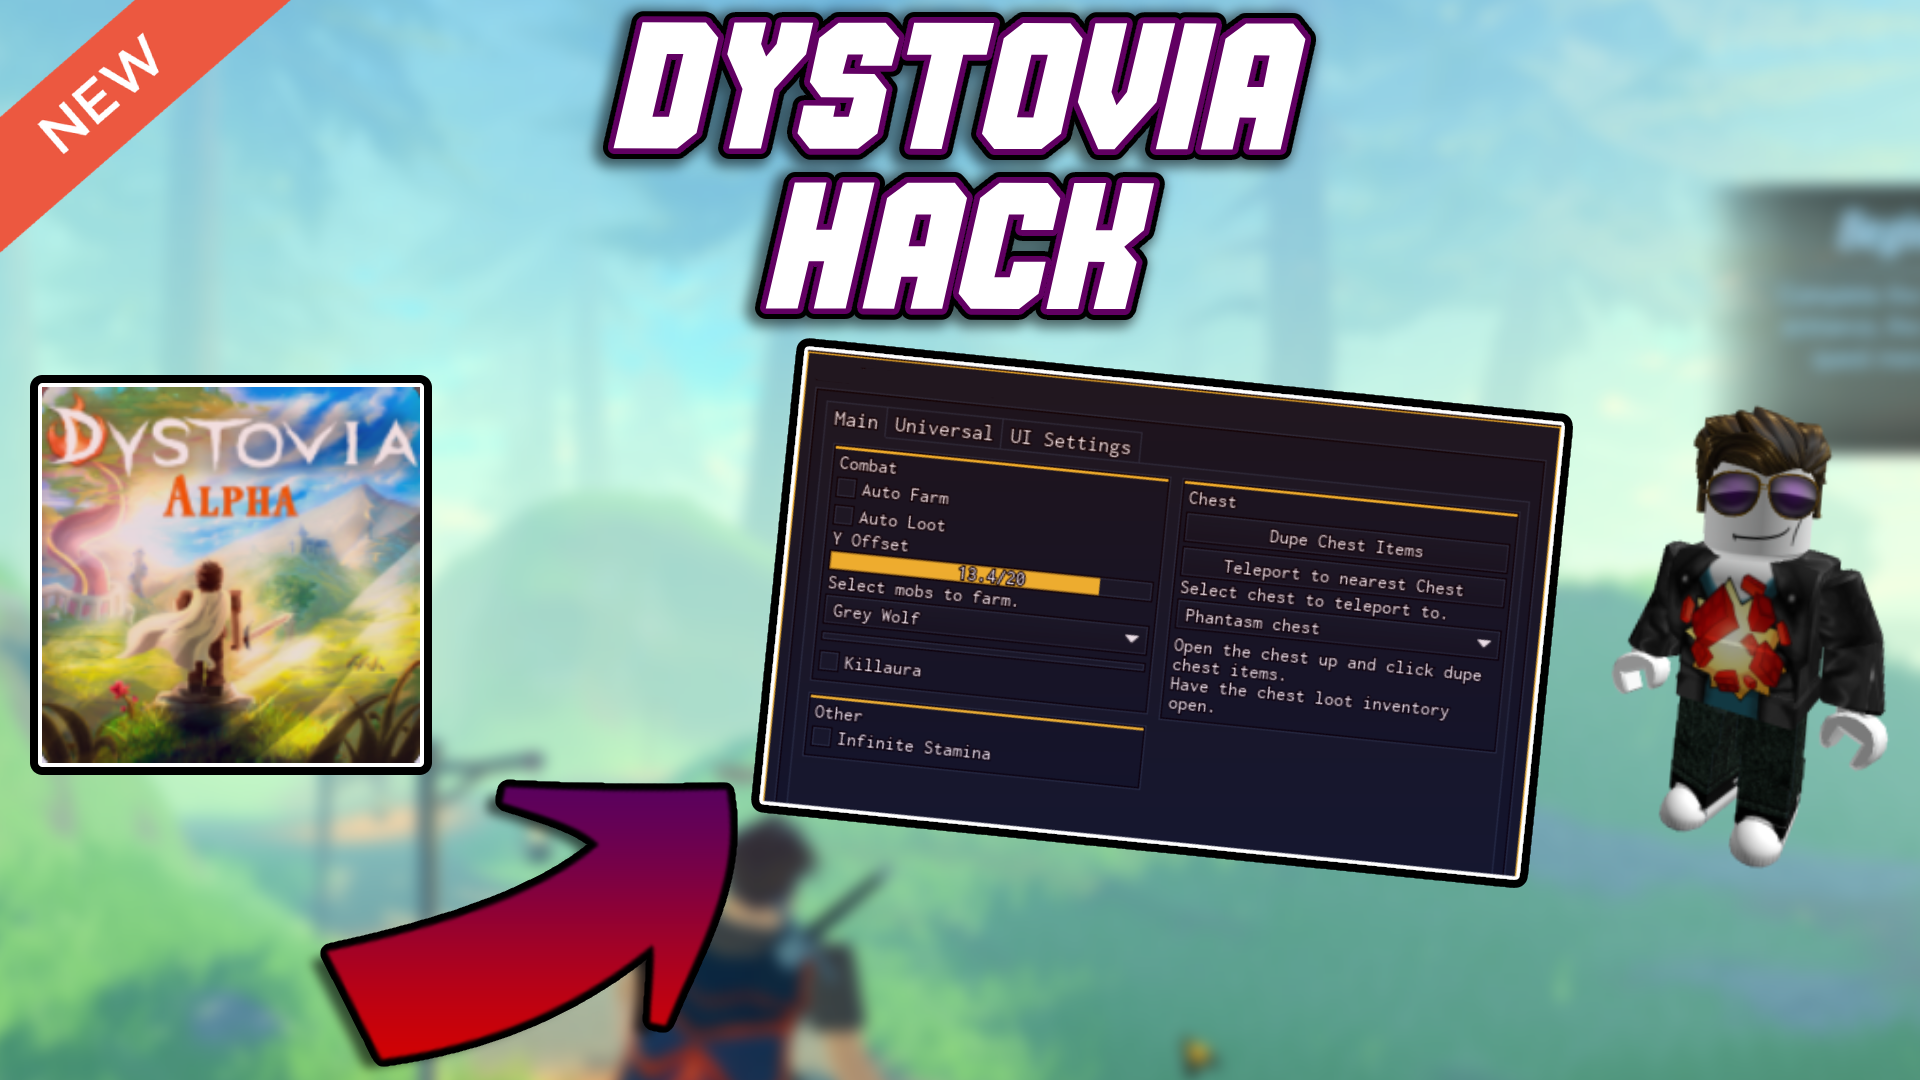 NEW
DYSTOVIA
HACK
DYSTOVIA
ALPHA
Main
Universal
UI Settings
Combat
Auto Farm
Auto Loot
Y Offset
13.4/20
Select mobs to farm.
Grey Wolf
Killaura
Other
Infinite Stamina
Chest
Dupe Chest Items
Teleport to nearest Chest
Select chest to teleport to.
Phantasm chest
Open the chest up and click dupe
chest items.
Have the chest loot inventory
open.